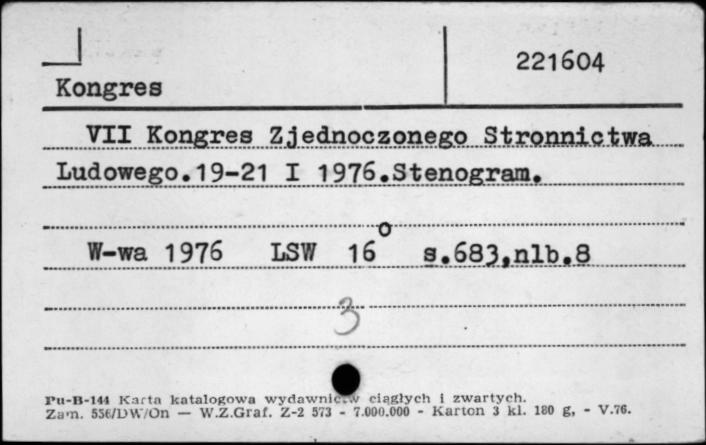 221604
Kongres
VII Kongres Zjednoczonego Stronnictwa
Ludowego.19-21 I 1976.Stenogram.
W-wa 1976 LSW 16° s.683,nlb.8
3
Pu-B-144 Karta katalogowa wydawnictw ciągłych i zwartych.
Zam. 556/DW/On — W.Z.Graf. Z-2 573 - 7.000.000 - Karton 3 kl. 180 g, - V.76.